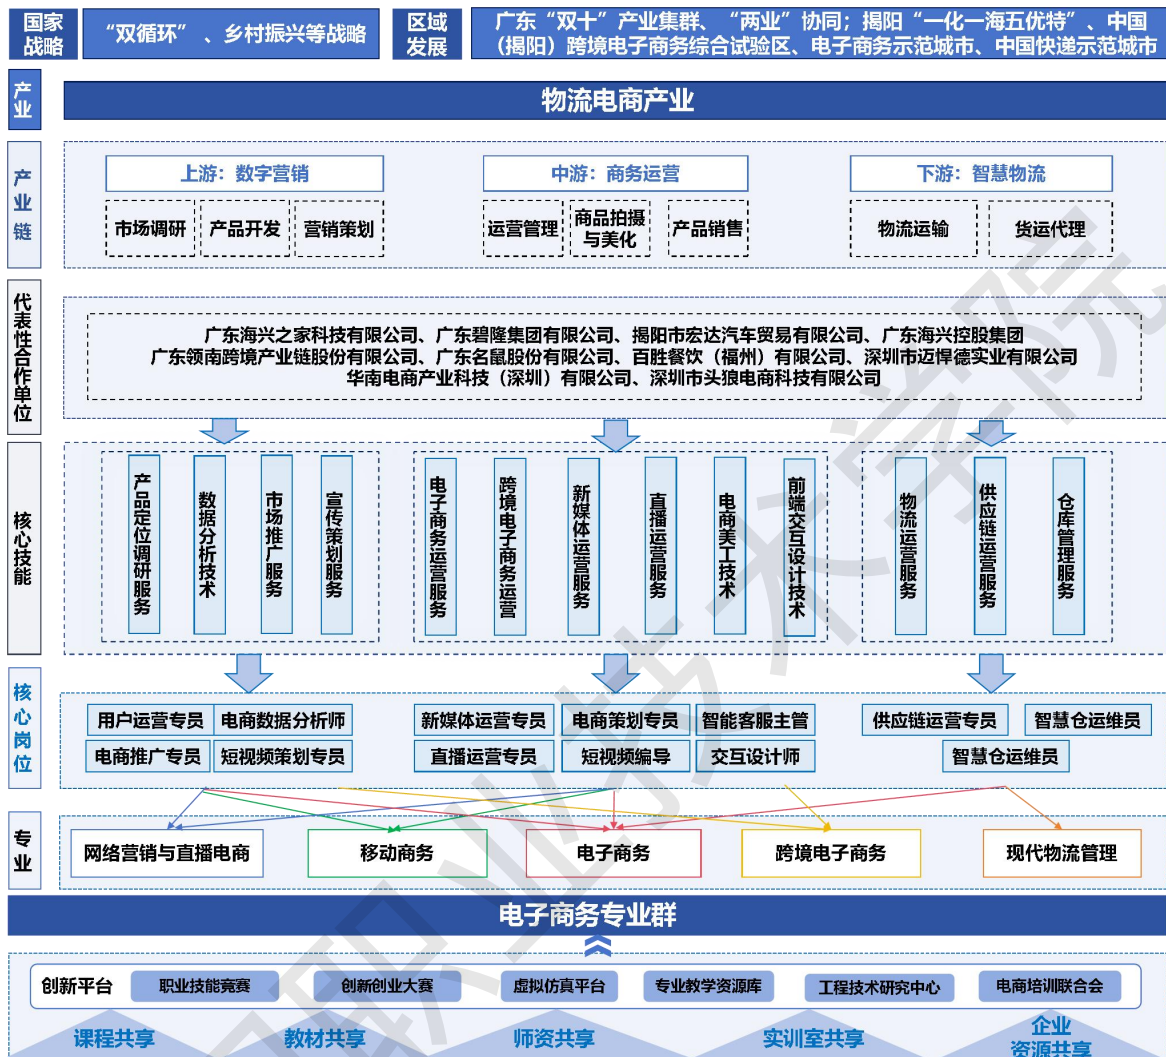 国家
战略
“双循环”、乡村振兴等战略
区域
发展
广东“双十”产业集群、“两业”协同；揭阳“一化一海五优特”、中国
（揭阳）跨境电子商务综合试验区、电子商务示范城市、中国快递示范城市
产业
物流电商产业
产业链
上游：数字营销
中游：商务运营
下游：智慧物流
市场调研
产品开发
营销策划
运营管理
商品拍摄
与美化
产品销售
物流运输
货运代理
代表性合作单位
广东海兴之家科技有限公司、广东碧隆集团有限公司、揭阳市宏达汽车贸易有限公司、广东海兴控股集团
广东领南跨境产业链股份有限公司、广东名鼠股份有限公司、百胜餐饮（福州）有限公司、深圳市迈悍德实业有限公司
华南电商产业科技（深圳）有限公司、深圳市头狼电商科技有限公司
核心技能
产品定位调研服务
数据分析技术
市场推广服务
宣传策划服务
电子商务运营服务
跨境电子商务运营
新媒体运营服务
直播运营服务
电商美工技术
前端交互设计技术
物流运营服务
供应链运营服务
仓库管理服务
核心岗位
用户运营专员
电商数据分析师
新媒体运营专员
电商策划专员
智能客服主管
供应链运营专员
智慧仓运维员
电商推广专员
短视频策划专员
直播运营专员
短视频编导
交互设计师
智慧仓运维员
专业
网络营销与直播电商
移动商务
电子商务
跨境电子商务
现代物流管理
电子商务专业群
创新平台
职业技能竞赛
创新创业大赛
虚拟仿真平台
专业教学资源库
工程技术研究中心
电商培训联合会
课程共享
教材共享
师资共享
实训室共享
企业
资源共享
职业技术学院